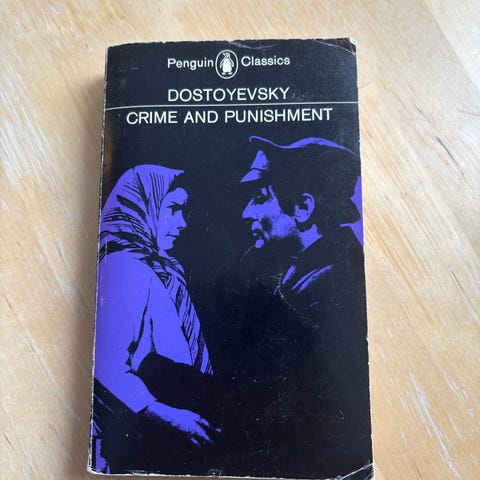 Penguin Classics
DOSTOYEVSKY
CRIME AND PUNISHMENT